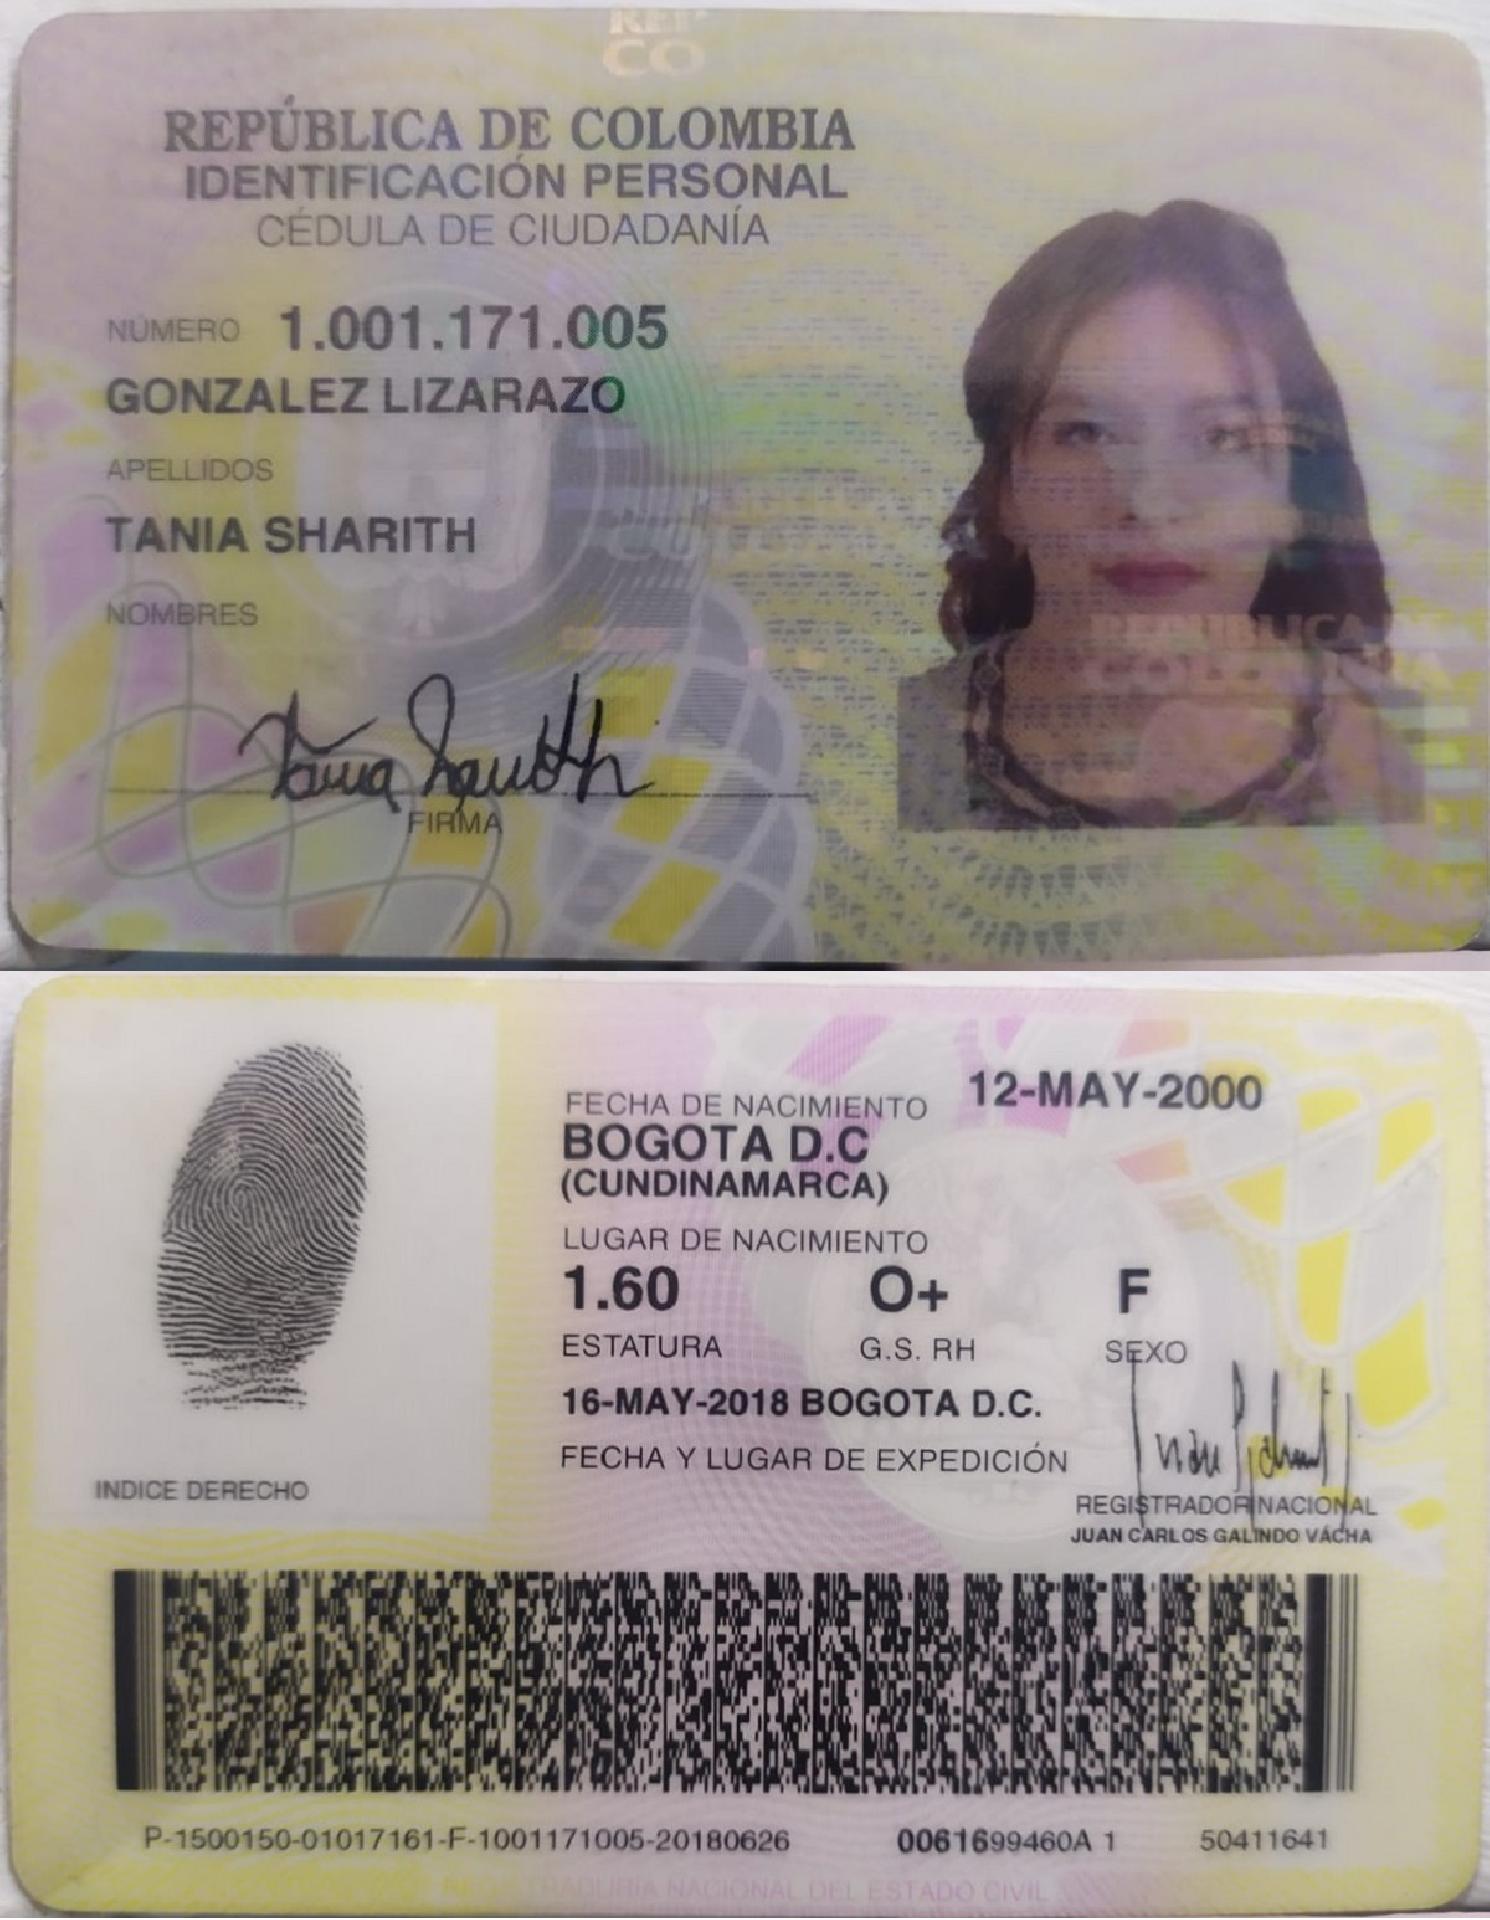 REPÚBLICA DE COLOMBIA
IDENTIFICACIÓN PERSONAL
CÉDULA DE CIUDADANÍA
NÚMERO 1.001.171.005
GONZALEZ LIZARAZO
APELLIDOS
TANIA SHARITH
NOMBRES
Tania Sharith
FIRMA
REPUBLICA
COLOMBIA
12-MAY-2000
FECHA DE NACIMIENTO
BOGOTA D.C
(CUNDINAMARCA)
LUGAR DE NACIMIENTO
1.60 O+ F
ESTATURA G.S. RH SEXO
16-MAY-2018 BOGOTA D.C.
FECHA Y LUGAR DE EXPEDICIÓN
INDICE DERECHO
REGISTRADOR NACIONAL
JUAN CARLOS GALINDO VÁCHA
P-1500150-01017161-F-1001171005-20180626 0061699460A 1 50411641
REGISTRADURIA NACIONAL DEL ESTADO CIVIL